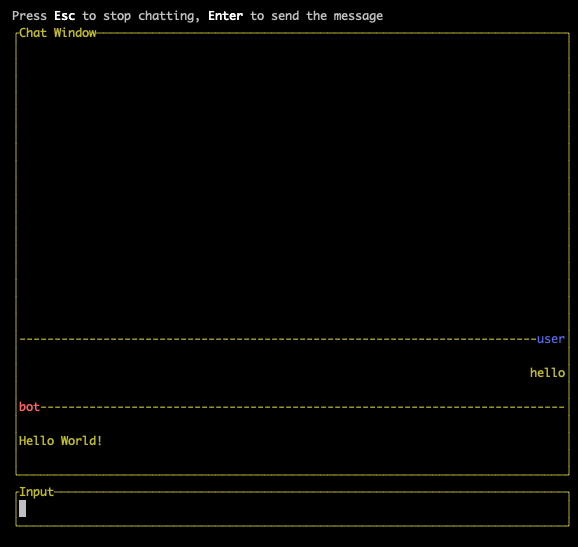 Press Esc to stop chatting, Enter to send the message
Chat Window
user
hello
bot
Hello World!
Input